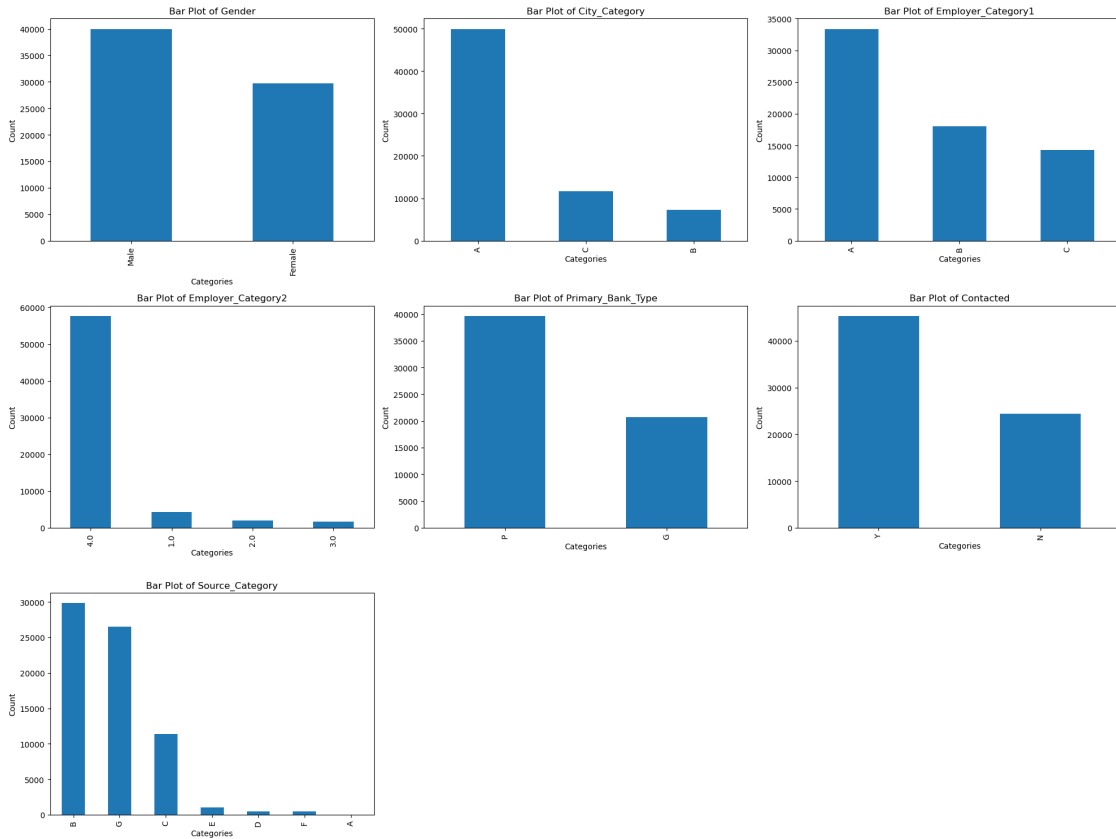 Bar Plot of Gender
40000
35000
30000
25000
20000
15000
10000
5000
0
Count
Male
Female
Categories
Bar Plot of City_Category
50000
40000
30000
20000
10000
0
Count
A
C
B
Categories
Bar Plot of Employer_Category1
35000
30000
25000
20000
15000
10000
5000
0
Count
A
B
C
Categories
Bar Plot of Employer_Category2
60000
50000
40000
30000
20000
10000
0
Count
4.0
1.0
2.0
3.0
Categories
Bar Plot of Primary_Bank_Type
40000
35000
30000
25000
20000
15000
10000
5000
0
Count
P
G
Categories
Bar Plot of Contacted
40000
30000
20000
10000
0
Count
Y
N
Categories
Bar Plot of Source_Category
30000
25000
20000
15000
10000
5000
0
Count
B
G
C
E
D
F
A
Categories